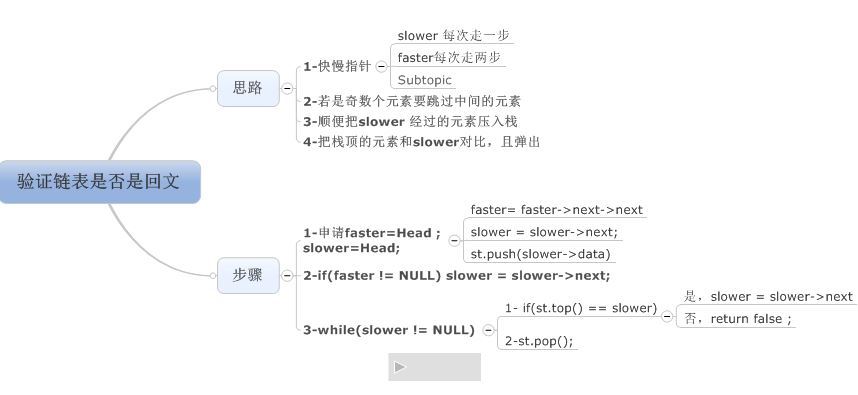 验证链表是否是回文
思路
1-快慢指针
slower 每次走一步
faster每次走两步
Subtopic
2-若是奇数个元素要跳过中间的元素
3-顺便把slower 经过的元素压入栈
4-把栈顶的元素和slower对比，且弹出
步骤
1-申请faster=Head ;
slower=Head;
faster= faster->next->next
slower = slower->next;
st.push(slower->data)
2-if(faster != NULL) slower = slower->next;
3-while(slower != NULL)
1- if(st.top() == slower)
是，slower = slower->next
否，return false ;
2-st.pop();